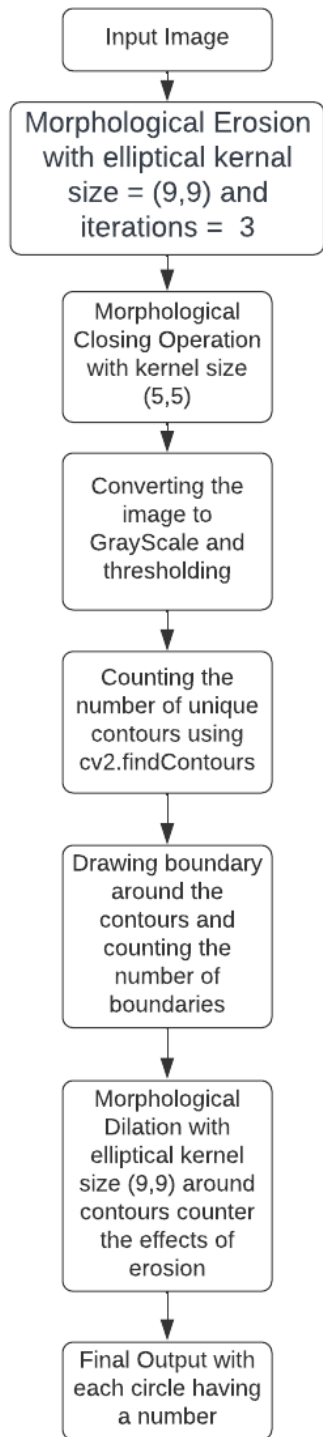 Input Image
Morphological Erosion
with elliptical kernal
size = (9,9) and
iterations =  3
Morphological
Closing Operation
with kernel size
(5,5)
Converting the
image to
GrayScale and
thresholding
Counting the
number of unique
contours using
cv2.findContours
Drawing boundary
around the
contours and
counting the
number of
boundaries
Morphological
Dilation with
elliptical kernel
size (9,9) around
contours counter
the effects of
erosion
Final Output with
each circle having
a number